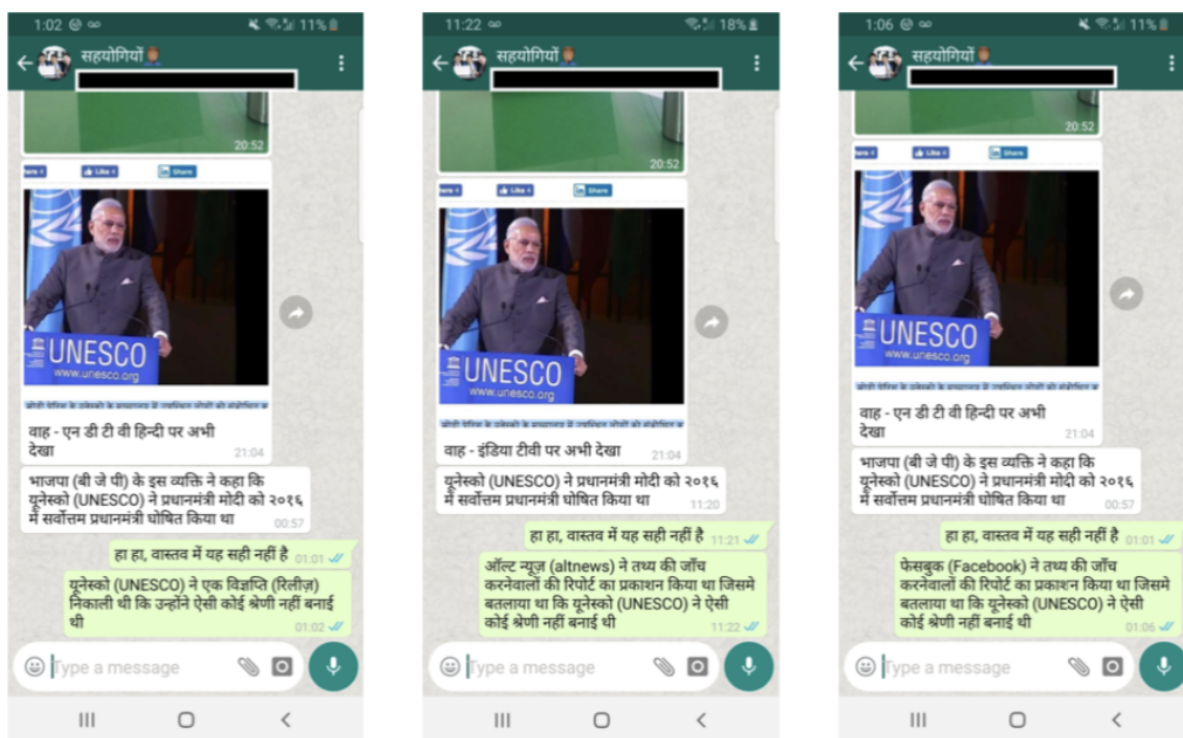 1:02
11%
सहयोगियों
20:52
Like
Share
UNESCO
www.unesco.org
वाह - एन डी टी वी हिन्दी पर अभी
देखा
21:04
भाजपा (बी जे पी) के इस व्यक्ति ने कहा कि
यूनेस्को (UNESCO) ने प्रधानमंत्री मोदी को २०१६
में सर्वोत्तम प्रधानमंत्री घोषित किया था
00:57
हा हा, वास्तव में यह सही नहीं है
01:01
यूनेस्को (UNESCO) ने एक विज्ञप्ति (रिलीज़)
निकाली थी कि उन्होंने ऐसी कोई श्रेणी नहीं बनाई
थी
01:02
Type a message
11:22
18%
सहयोगियों
20:52
Like
Share
UNESCO
www.unesco.org
वाह - इंडिया टीवी पर अभी देखा
21:04
यूनेस्को (UNESCO) ने प्रधानमंत्री मोदी को २०१६
में सर्वोत्तम प्रधानमंत्री घोषित किया था
11:20
हा हा, वास्तव में यह सही नहीं है
11:21
ऑल्ट न्यूज़ (altnews) ने तथ्य की जाँच
करनेवालों की रिपोर्ट का प्रकाशन किया था जिसमे
बतलाया था कि यूनेस्को (UNESCO) ने ऐसी
कोई श्रेणी नहीं बनाई थी
11:22
Type a message
1:06
11%
सहयोगियों
20:52
Like
Share
UNESCO
www.unesco.org
वाह - एन डी टी वी हिन्दी पर अभी
देखा
21:04
भाजपा (बी जे पी) के इस व्यक्ति ने कहा कि
यूनेस्को (UNESCO) ने प्रधानमंत्री मोदी को २०१६
में सर्वोत्तम प्रधानमंत्री घोषित किया था
00:57
हा हा, वास्तव में यह सही नहीं है
01:01
फेसबुक (Facebook) ने तथ्य की जाँच
करनेवालों की रिपोर्ट का प्रकाशन किया था जिसमे
बतलाया था कि यूनेस्को (UNESCO) ने ऐसी
कोई श्रेणी नहीं बनाई थी
01:06
Type a message